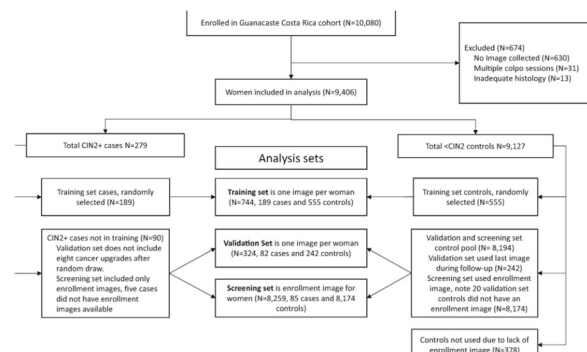 Enrolled in Guanacaste Costa Rica cohort (N=10,080)
Excluded (N=674)
No Image collected (N=630)
Multiple colpo sessions (N=31)
Inadequate histology (N=13)
Women included in analysis (N=9,406)
Total CIN2+ cases N=279
Total <CIN2 controls N=9,127
Analysis sets
Training set cases, randomly
selected (N=189)
Training set is one image per woman
(N=744, 189 cases and 555 controls)
Training set controls, randomly
selected (N=555)
CIN2+ cases not in training (N=90)
Validation set does not include
eight cancer upgrades after
random draw.
Screening set included only
enrollment images, five cases
did not have enrollment
images available
Validation Set is one image per woman
(N=324, 82 cases and 242 controls)
Screening set is enrollment image for
women (N=8,259, 85 cases and 8,174
controls)
Validation and screening set
control pool (N= 8,194)
Validation set used last image
during follow-up (N=242)
Screening set used enrollment
image, note 20 validation set
controls did not have an
enrollment image (N=8,174)
Controls not used due to lack of
enrollment image (N=378)